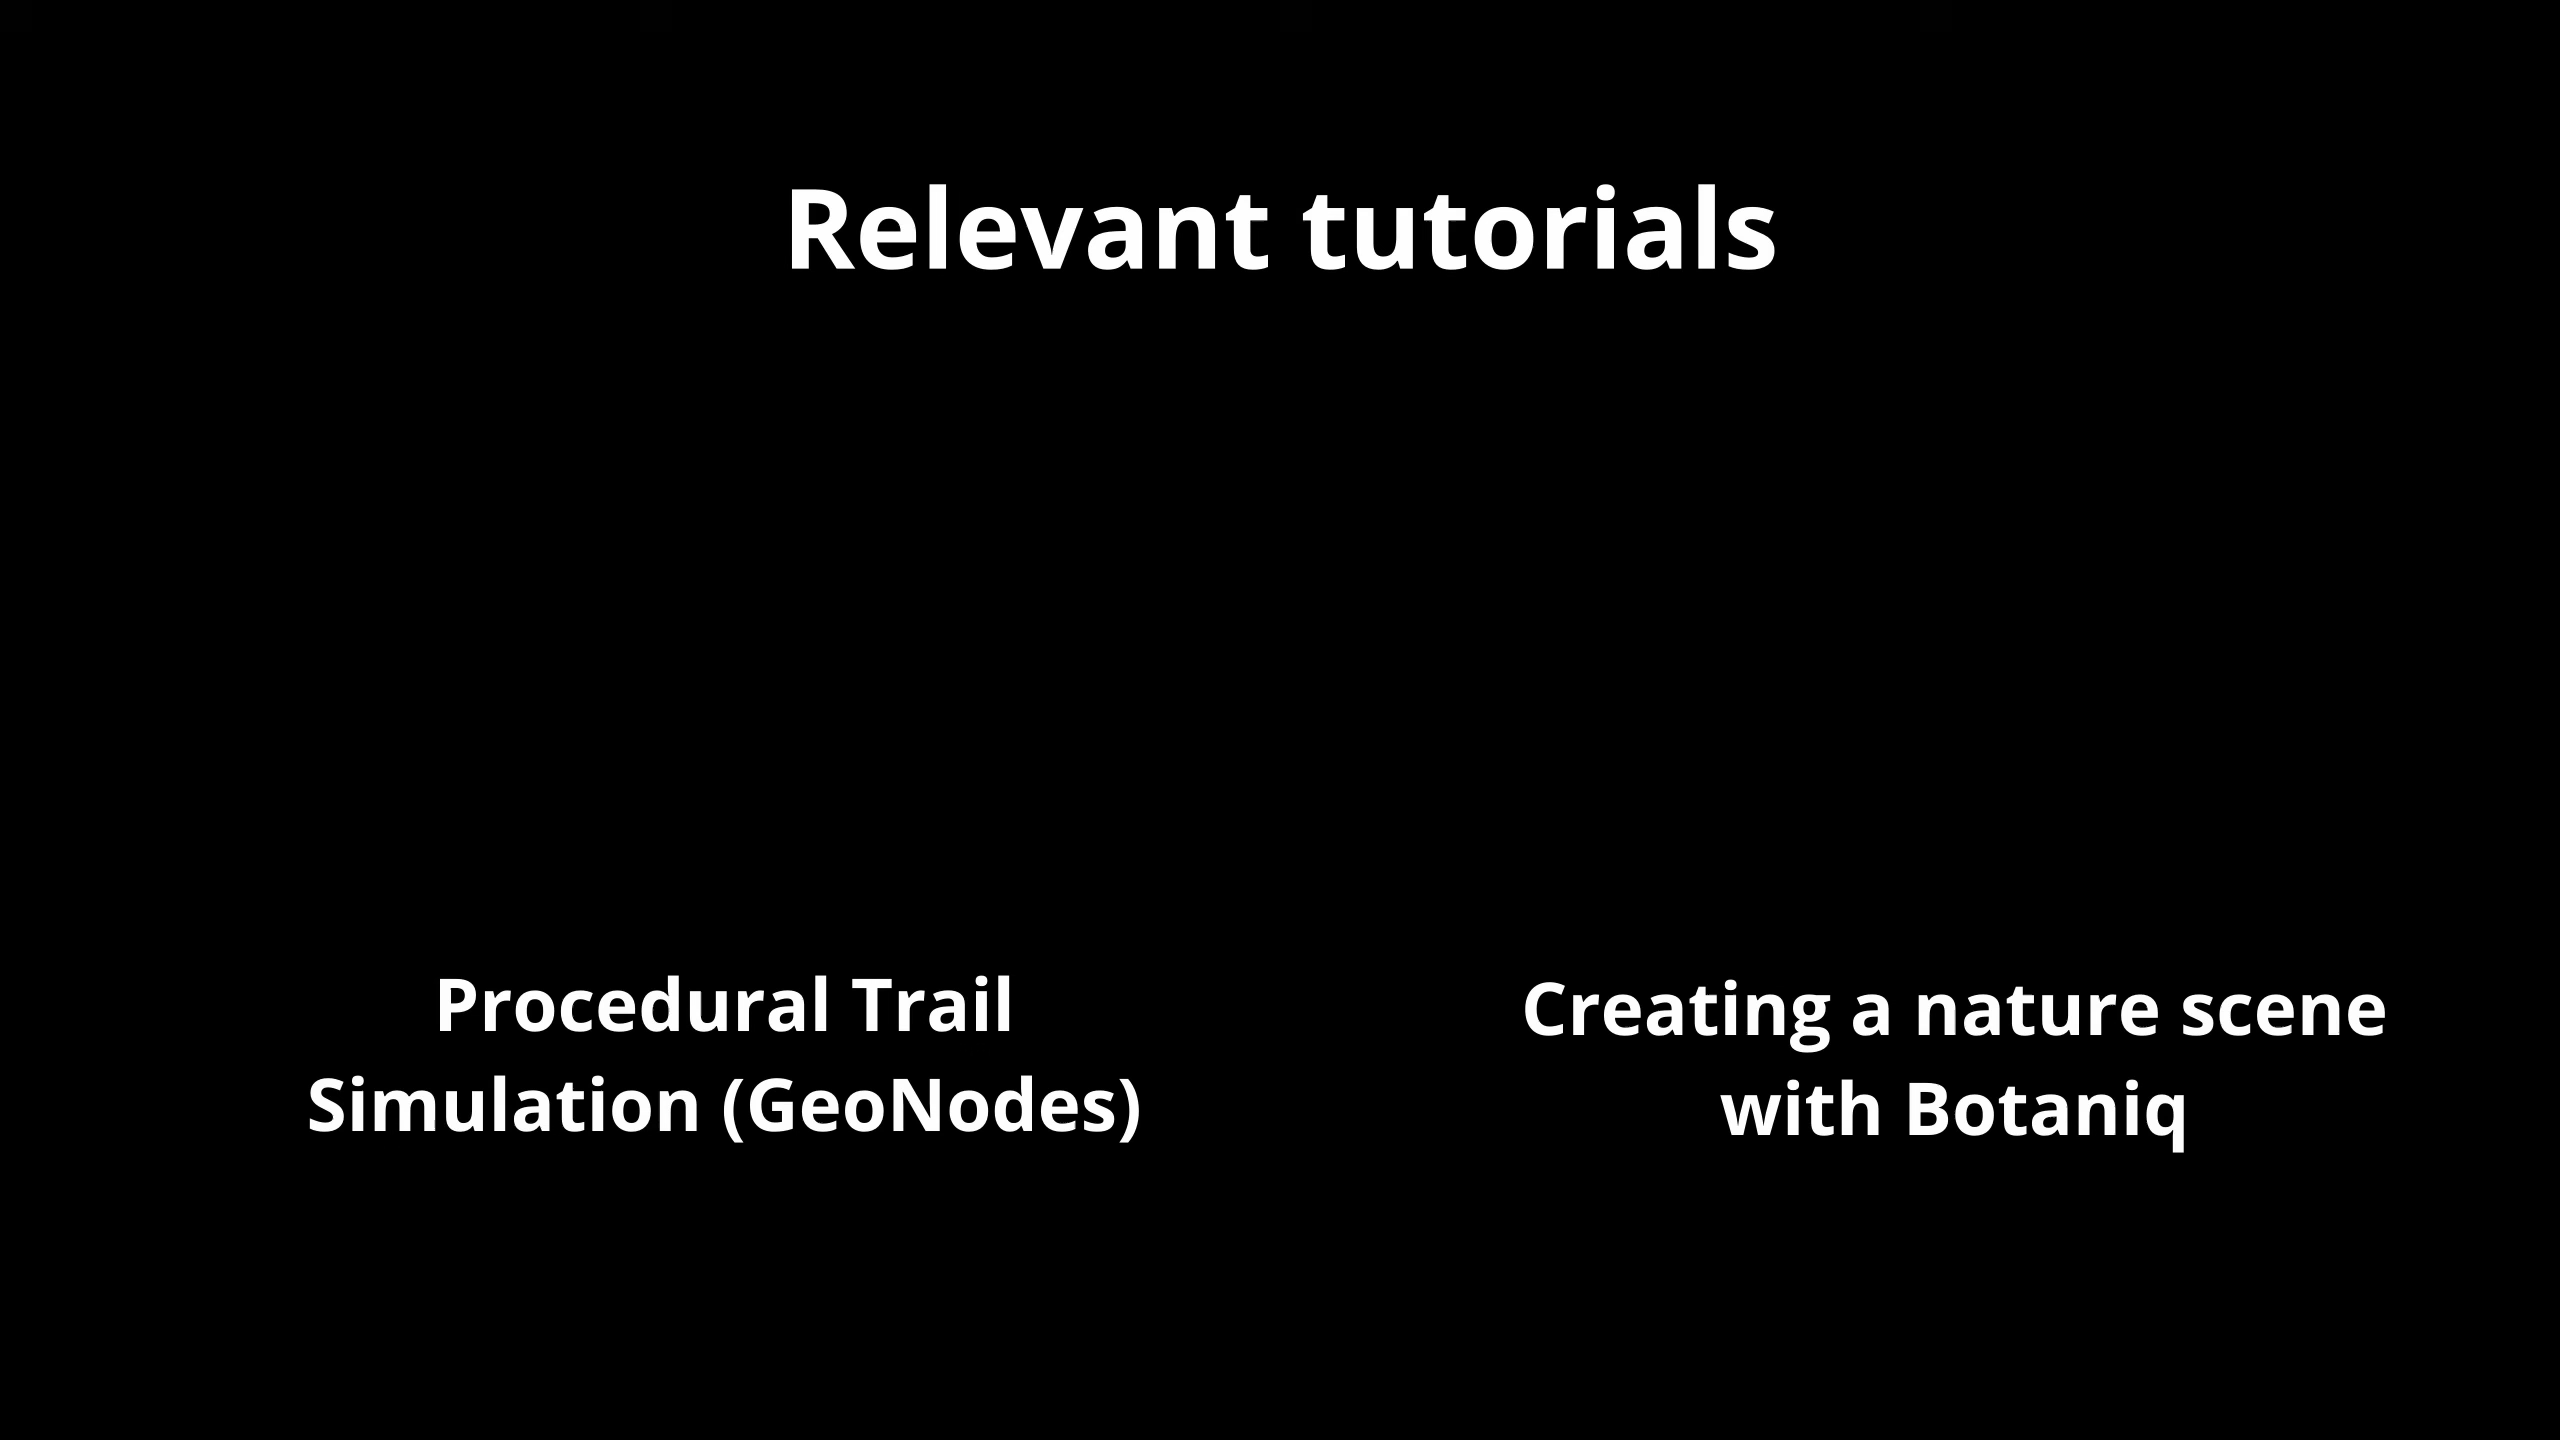 Relevant tutorials
Procedural Trail
Simulation (GeoNodes)
Creating a nature scene
with Botaniq